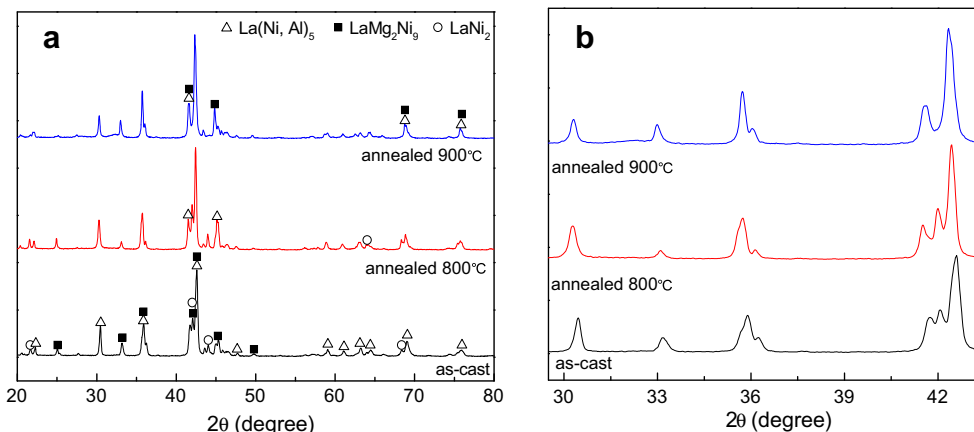 a
△ La(Ni, Al)₅ ■ LaMg₂Ni₉ ○ LaNi₂
annealed 900℃
annealed 800℃
as-cast
20 30 40 50 60 70 80
2θ (degree)
b
annealed 900℃
annealed 800℃
as-cast
30 33 36 39 42
2θ (degree)